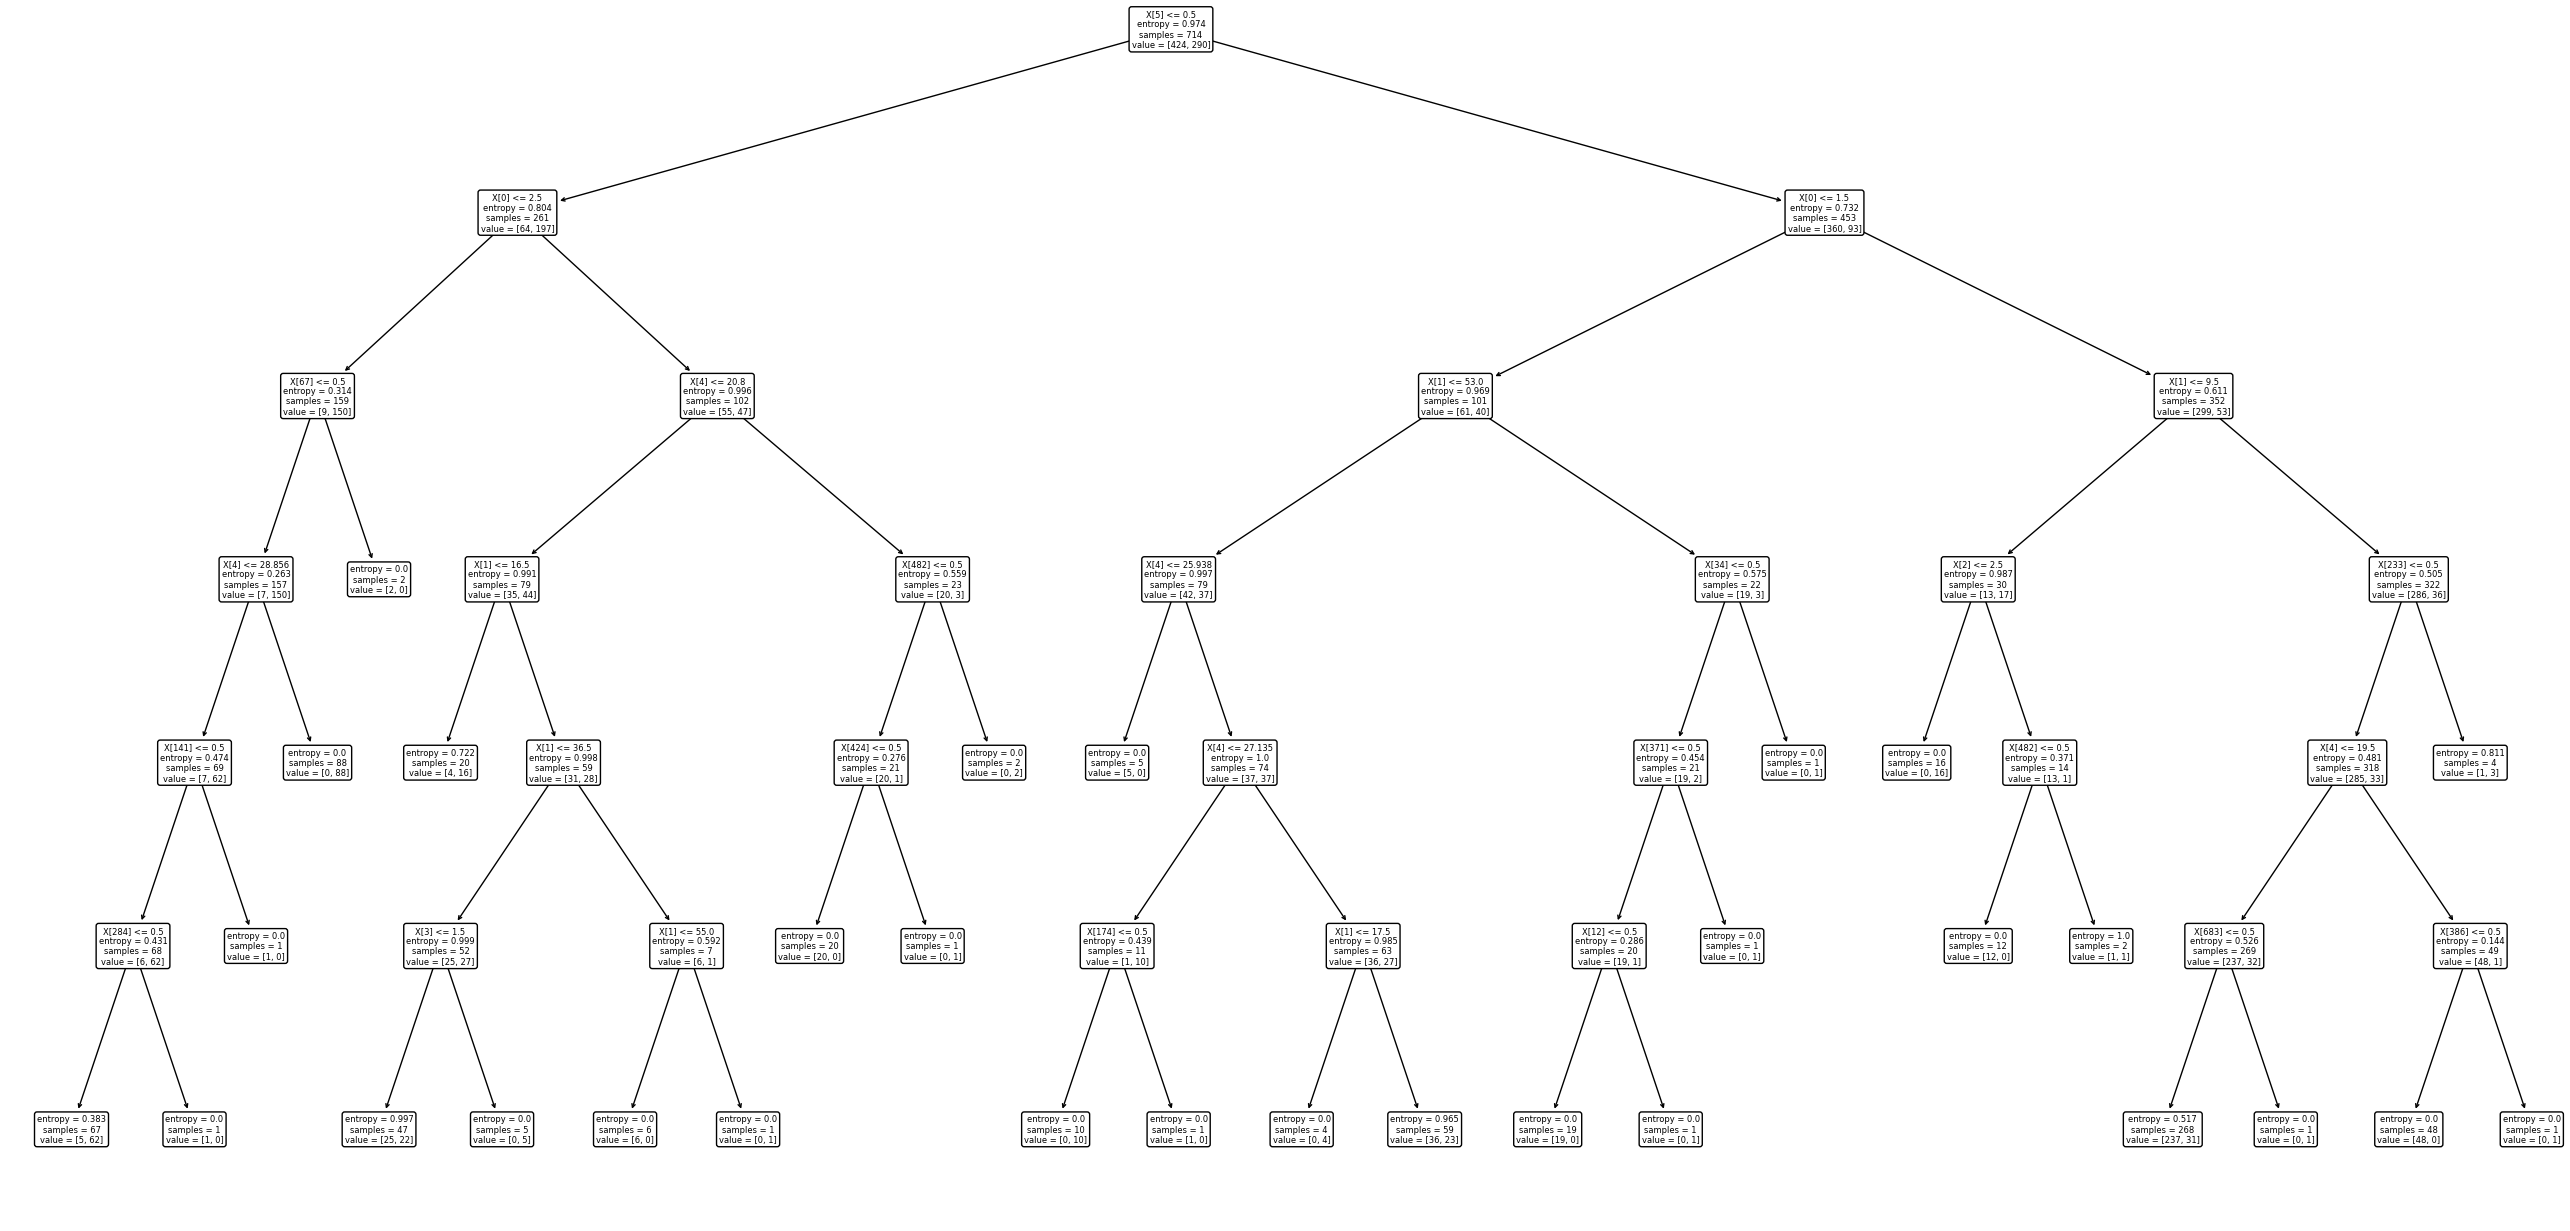 X[5] <= 0.5
entropy = 0.974
samples = 714
value = [424, 290]
X[0] <= 2.5
entropy = 0.804
samples = 261
value = [64, 197]
X[0] <= 1.5
entropy = 0.732
samples = 453
value = [360, 93]
X[67] <= 0.5
entropy = 0.314
samples = 159
value = [9, 150]
X[4] <= 20.8
entropy = 0.996
samples = 102
value = [55, 47]
X[1] <= 53.0
entropy = 0.969
samples = 101
value = [61, 40]
X[1] <= 9.5
entropy = 0.611
samples = 352
value = [299, 53]
X[4] <= 28.856
entropy = 0.263
samples = 157
value = [7, 150]
entropy = 0.0
samples = 2
value = [2, 0]
X[1] <= 16.5
entropy = 0.991
samples = 79
value = [35, 44]
X[482] <= 0.5
entropy = 0.559
samples = 23
value = [20, 3]
X[4] <= 25.938
entropy = 0.997
samples = 79
value = [42, 37]
X[34] <= 0.5
entropy = 0.575
samples = 22
value = [19, 3]
X[2] <= 2.5
entropy = 0.987
samples = 30
value = [13, 17]
X[233] <= 0.5
entropy = 0.505
samples = 322
value = [286, 36]
X[141] <= 0.5
entropy = 0.474
samples = 69
value = [7, 62]
entropy = 0.0
samples = 88
value = [0, 88]
entropy = 0.722
samples = 20
value = [4, 16]
X[1] <= 36.5
entropy = 0.998
samples = 59
value = [31, 28]
X[424] <= 0.5
entropy = 0.276
samples = 21
value = [20, 1]
entropy = 0.0
samples = 2
value = [0, 2]
entropy = 0.0
samples = 5
value = [5, 0]
X[4] <= 27.135
entropy = 1.0
samples = 74
value = [37, 37]
X[371] <= 0.5
entropy = 0.454
samples = 21
value = [19, 2]
entropy = 0.0
samples = 1
value = [0, 1]
entropy = 0.0
samples = 16
value = [0, 16]
X[482] <= 0.5
entropy = 0.371
samples = 14
value = [13, 1]
X[4] <= 19.5
entropy = 0.481
samples = 318
value = [285, 33]
entropy = 0.811
samples = 4
value = [1, 3]
X[284] <= 0.5
entropy = 0.431
samples = 68
value = [6, 62]
entropy = 0.0
samples = 1
value = [1, 0]
X[3] <= 1.5
entropy = 0.999
samples = 52
value = [25, 27]
X[1] <= 55.0
entropy = 0.592
samples = 7
value = [6, 1]
entropy = 0.0
samples = 20
value = [20, 0]
entropy = 0.0
samples = 1
value = [0, 1]
X[174] <= 0.5
entropy = 0.439
samples = 11
value = [1, 10]
X[1] <= 17.5
entropy = 0.985
samples = 63
value = [36, 27]
X[12] <= 0.5
entropy = 0.286
samples = 20
value = [19, 1]
entropy = 0.0
samples = 1
value = [0, 1]
entropy = 0.0
samples = 12
value = [12, 0]
entropy = 1.0
samples = 2
value = [1, 1]
X[683] <= 0.5
entropy = 0.526
samples = 269
value = [237, 32]
X[386] <= 0.5
entropy = 0.144
samples = 49
value = [48, 1]
entropy = 0.383
samples = 67
value = [5, 62]
entropy = 0.0
samples = 1
value = [1, 0]
entropy = 0.997
samples = 47
value = [25, 22]
entropy = 0.0
samples = 5
value = [0, 5]
entropy = 0.0
samples = 6
value = [6, 0]
entropy = 0.0
samples = 1
value = [0, 1]
entropy = 0.0
samples = 10
value = [0, 10]
entropy = 0.0
samples = 1
value = [1, 0]
entropy = 0.0
samples = 4
value = [0, 4]
entropy = 0.965
samples = 59
value = [36, 23]
entropy = 0.0
samples = 19
value = [19, 0]
entropy = 0.0
samples = 1
value = [0, 1]
entropy = 0.517
samples = 268
value = [237, 31]
entropy = 0.0
samples = 1
value = [0, 1]
entropy = 0.0
samples = 48
value = [48, 0]
entropy = 0.0
samples = 1
value = [0, 1]